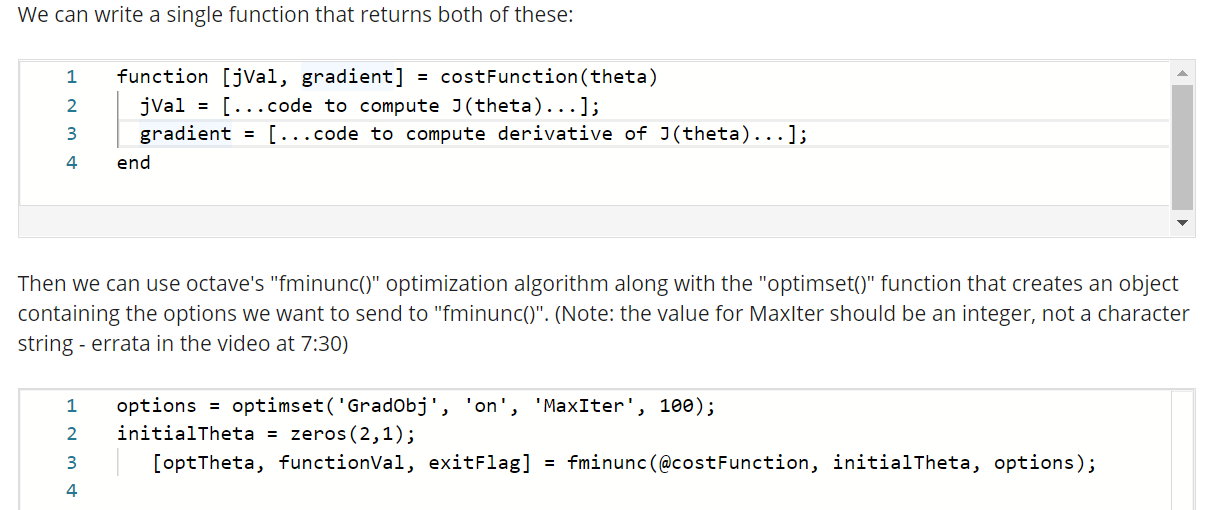 We can write a single function that returns both of these:
1 function [jVal, gradient] = costFunction(theta)
2 jVal = [...code to compute J(theta)...];
3 gradient = [...code to compute derivative of J(theta)...];
4 end
Then we can use octave's "fminunc()" optimization algorithm along with the "optimset()" function that creates an object
containing the options we want to send to "fminunc()". (Note: the value for MaxIter should be an integer, not a character
string - errata in the video at 7:30)
1 options = optimset('GradObj', 'on', 'MaxIter', 100);
2 initialTheta = zeros(2,1);
3 [optTheta, functionVal, exitFlag] = fminunc(@costFunction, initialTheta, options);
4